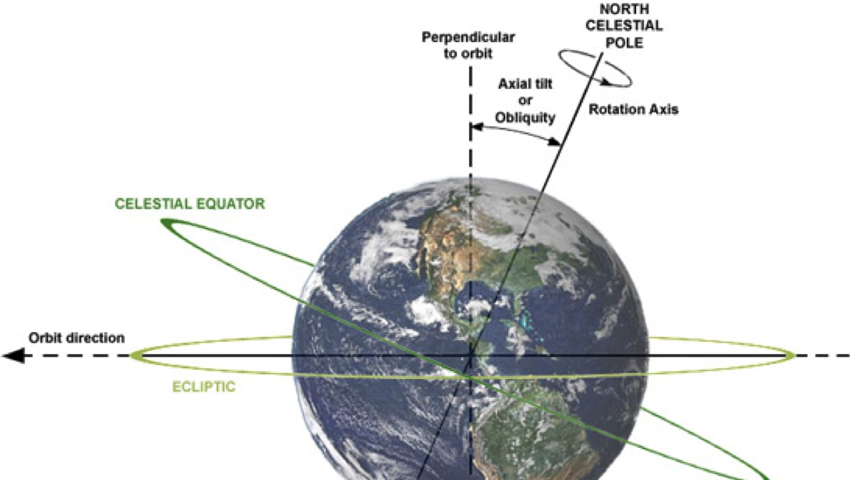 NORTH
CELESTIAL
POLE
Perpendicular
to orbit
Axial tilt
or
Obliquity
Rotation Axis
CELESTIAL EQUATOR
Orbit direction
ECLIPTIC